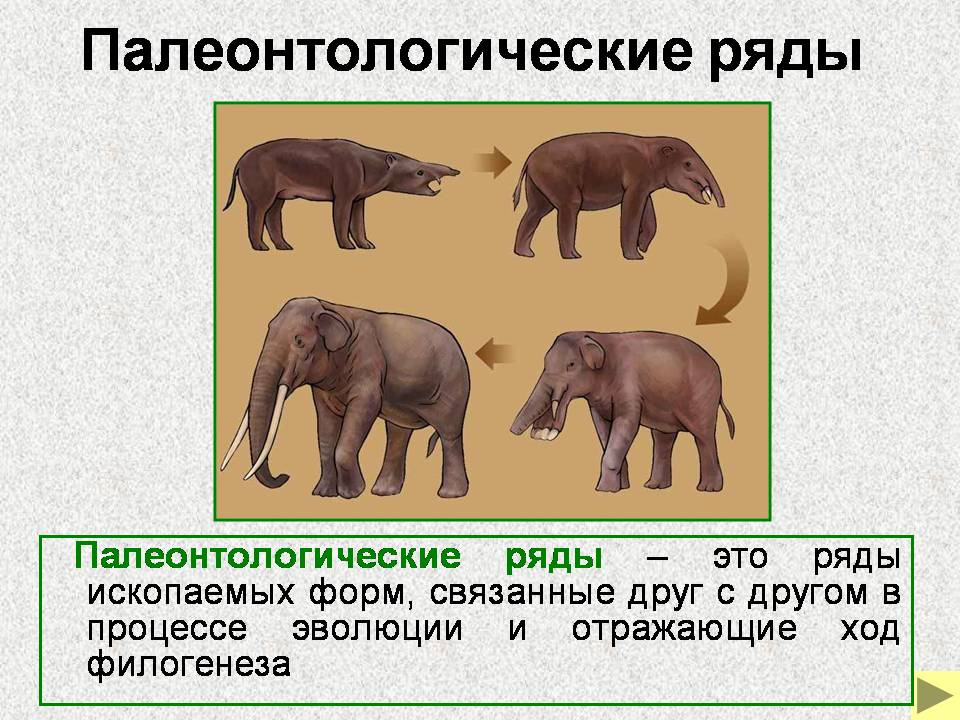 Палеонтологические ряды
Палеонтологические ряды – это ряды
ископаемых форм, связанные друг с другом в
процессе эволюции и отражающие ход
филогенеза